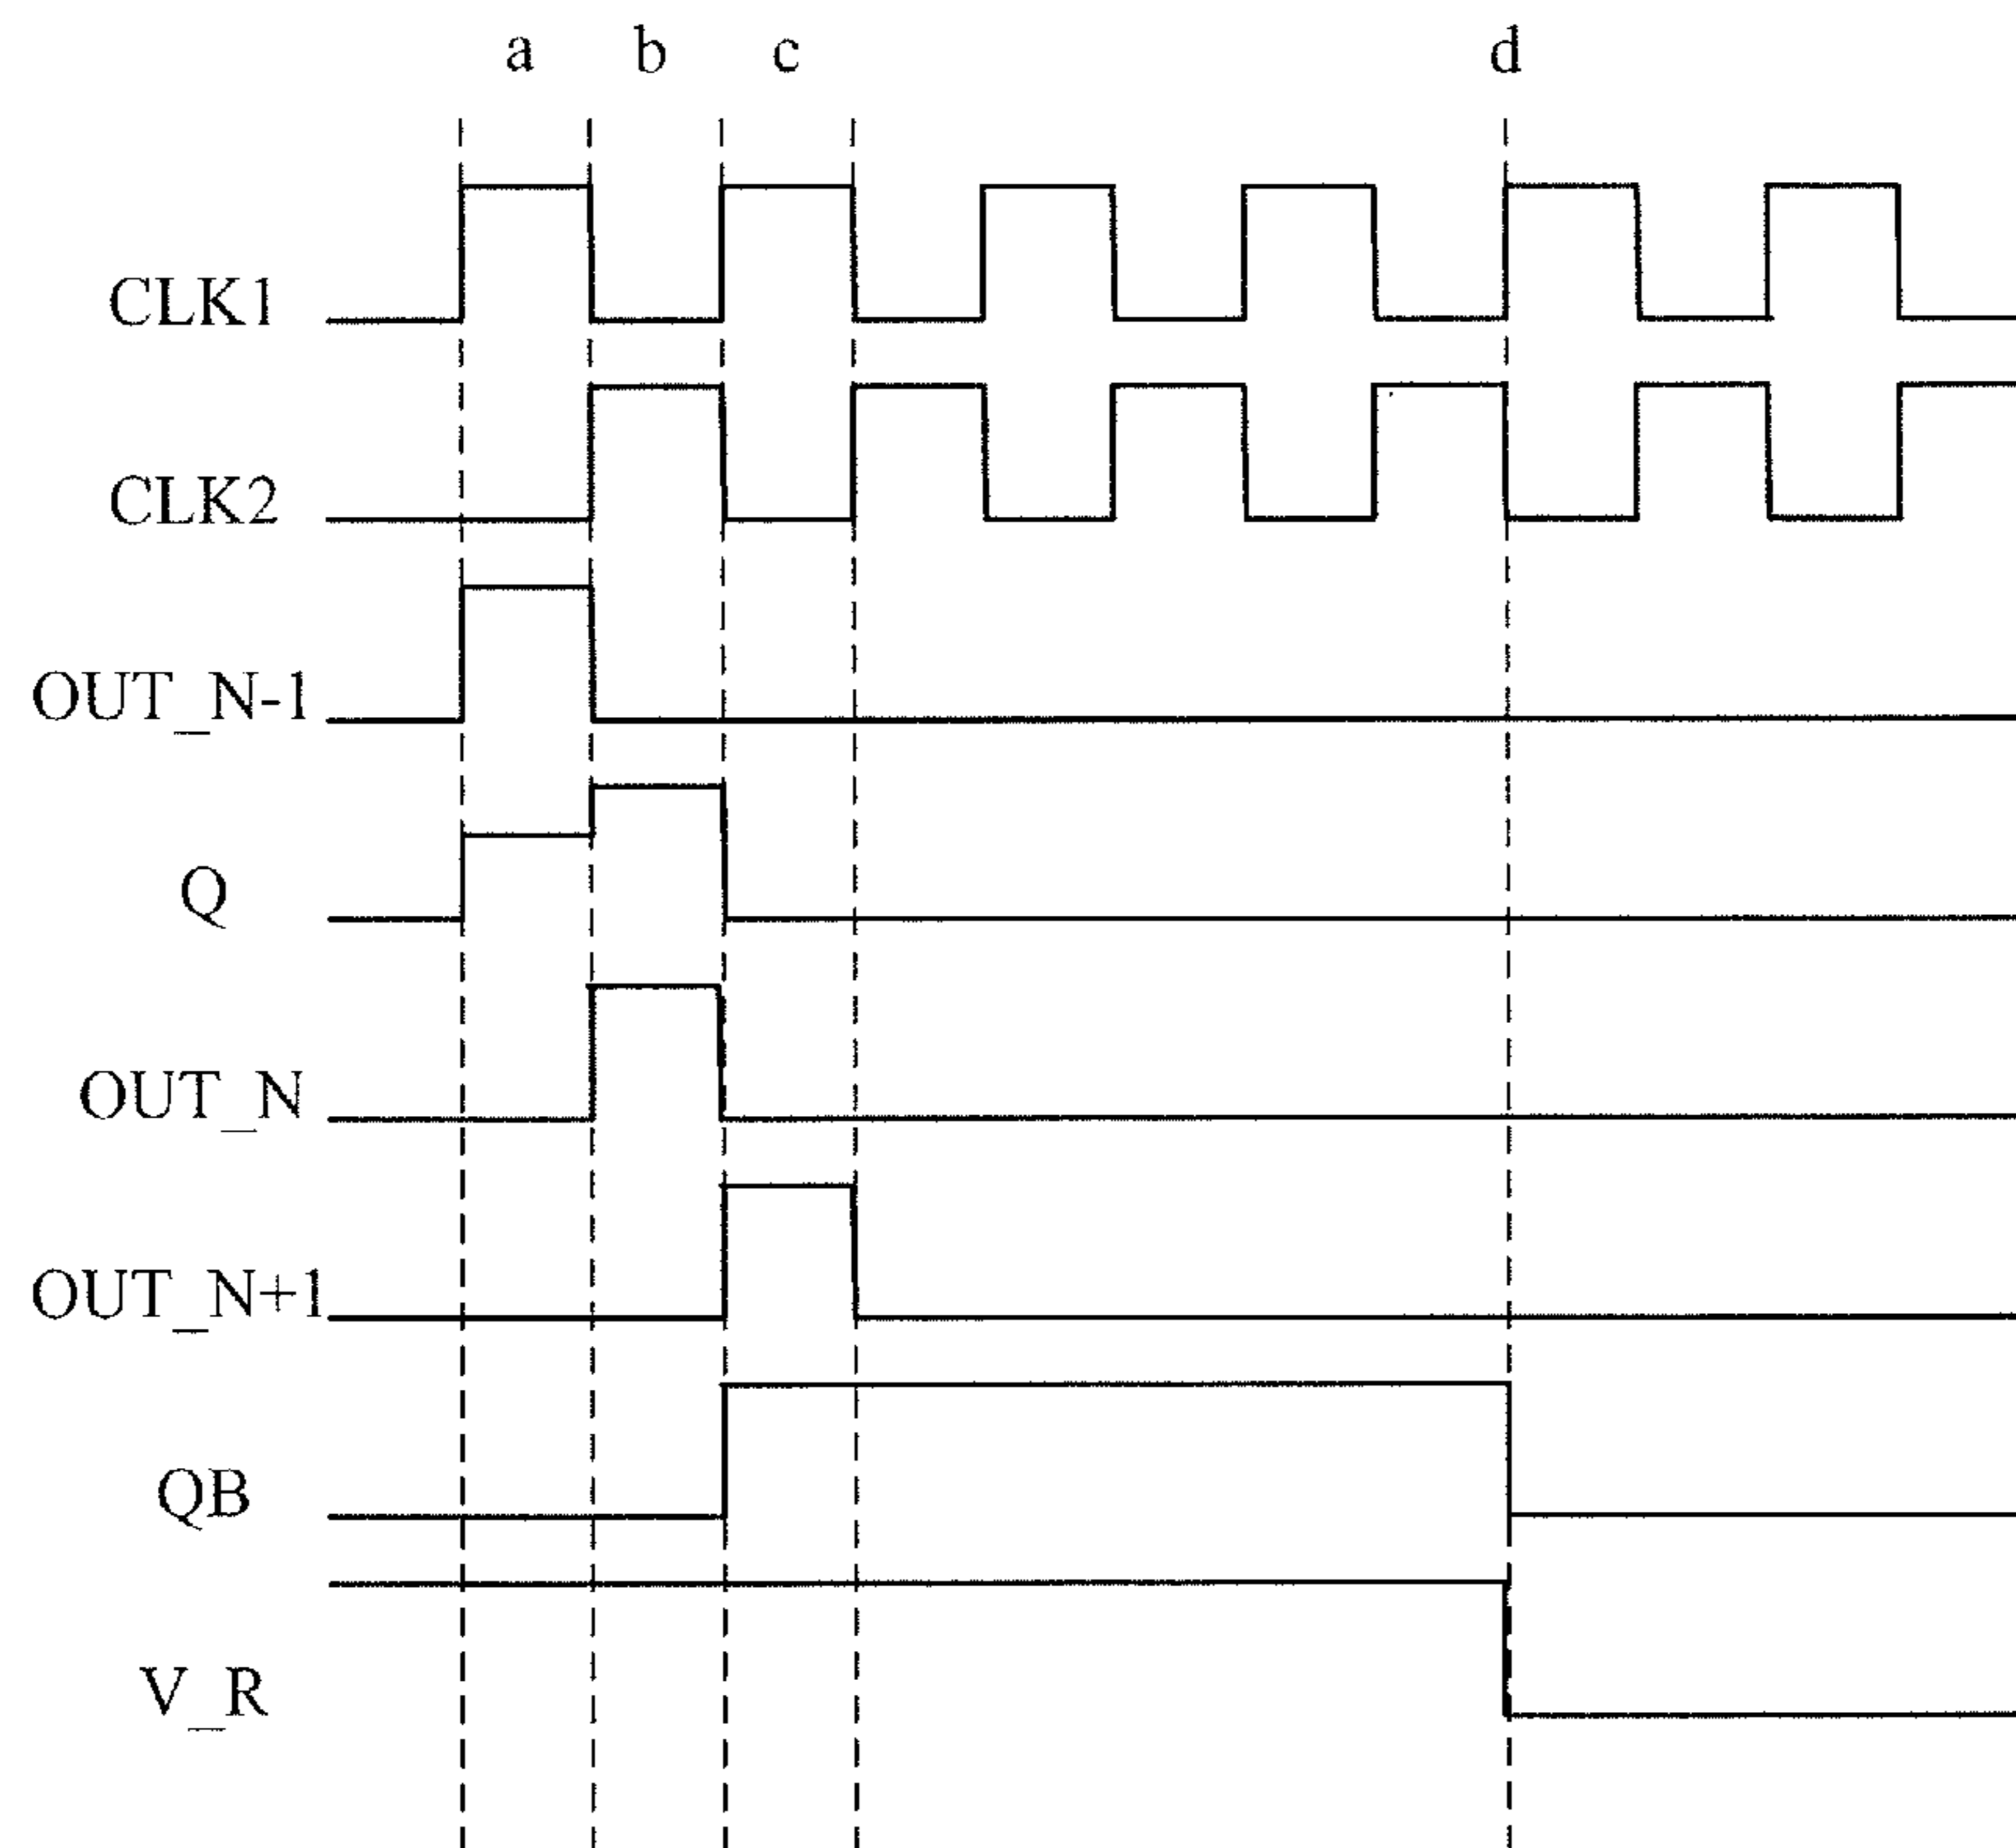 a b c d
CLK1
CLK2
OUT_N-1
Q
OUT_N
OUT_N+1
QB
V_R